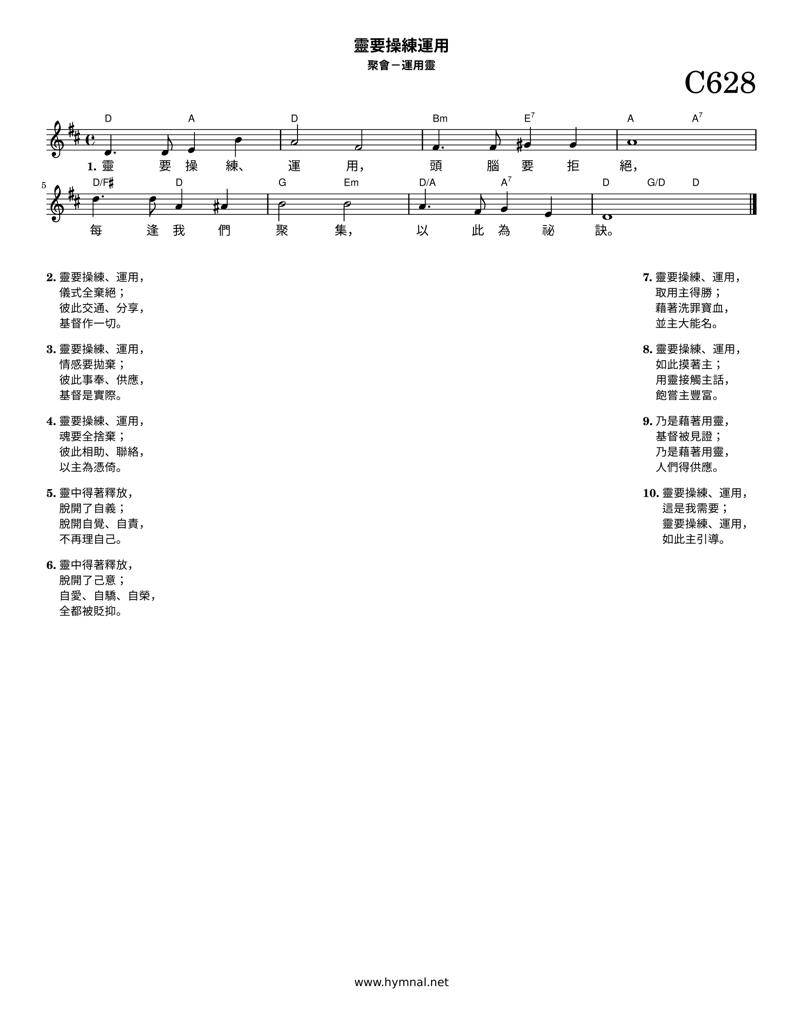 靈要操練運用
聚會－運用靈
C628
D A D Bm E7 A A7
1. 靈 要 操 練、 運 用， 頭 腦 要 拒 絕，
5
D/F# D G Em D/A A7 D G/D D
每 逢 我 們 聚 集， 以 此 為 祕 訣。
2. 靈要操練、運用，
儀式全棄絕；
彼此交通、分享，
基督作一切。
3. 靈要操練、運用，
情感要拋棄；
彼此事奉、供應，
基督是實際。
4. 靈要操練、運用，
魂要全捨棄；
彼此相助、聯絡，
以主為憑倚。
5. 靈中得著釋放，
脫開了自義；
脫開自覺、自責，
不再理自己。
6. 靈中得著釋放，
脫開了己意；
自愛、自驕、自榮，
全都被貶抑。
7. 靈要操練、運用，
取用主得勝；
藉著洗罪寶血，
並主大能名。
8. 靈要操練、運用，
如此摸著主；
用靈接觸主話，
飽嘗主豐富。
9. 乃是藉著用靈，
基督被見證；
乃是藉著用靈，
人們得供應。
10. 靈要操練、運用，
這是我需要；
靈要操練、運用，
如此主引導。
www.hymnal.net